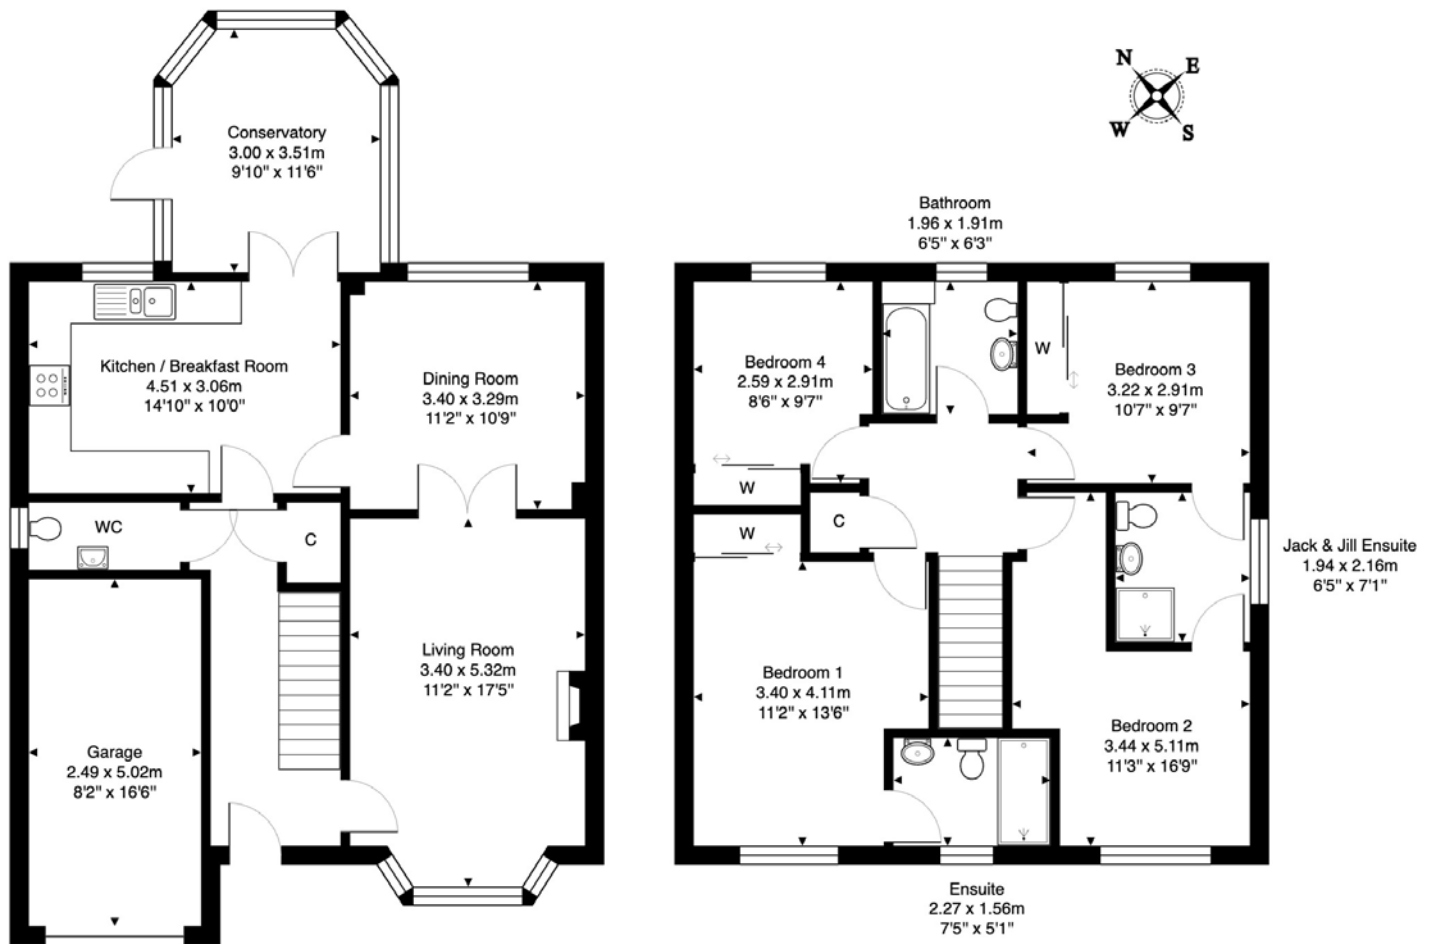 Conservatory
3.00 x 3.51m
9'10" x 11'6"
Kitchen / Breakfast Room
4.51 x 3.06m
14'10" x 10'0"
Dining Room
3.40 x 3.29m
11'2" x 10'9"
WC
C
Living Room
3.40 x 5.32m
11'2" x 17'5"
Garage
2.49 x 5.02m
8'2" x 16'6"
N
E
W
S
Bathroom
1.96 x 1.91m
6'5" x 6'3"
Bedroom 4
2.59 x 2.91m
8'6" x 9'7"
W
W
Bedroom 3
3.22 x 2.91m
10'7" x 9'7"
W
C
Jack & Jill Ensuite
1.94 x 2.16m
6'5" x 7'1"
Bedroom 1
3.40 x 4.11m
11'2" x 13'6"
Bedroom 2
3.44 x 5.11m
11'3" x 16'9"
Ensuite
2.27 x 1.56m
7'5" x 5'1"